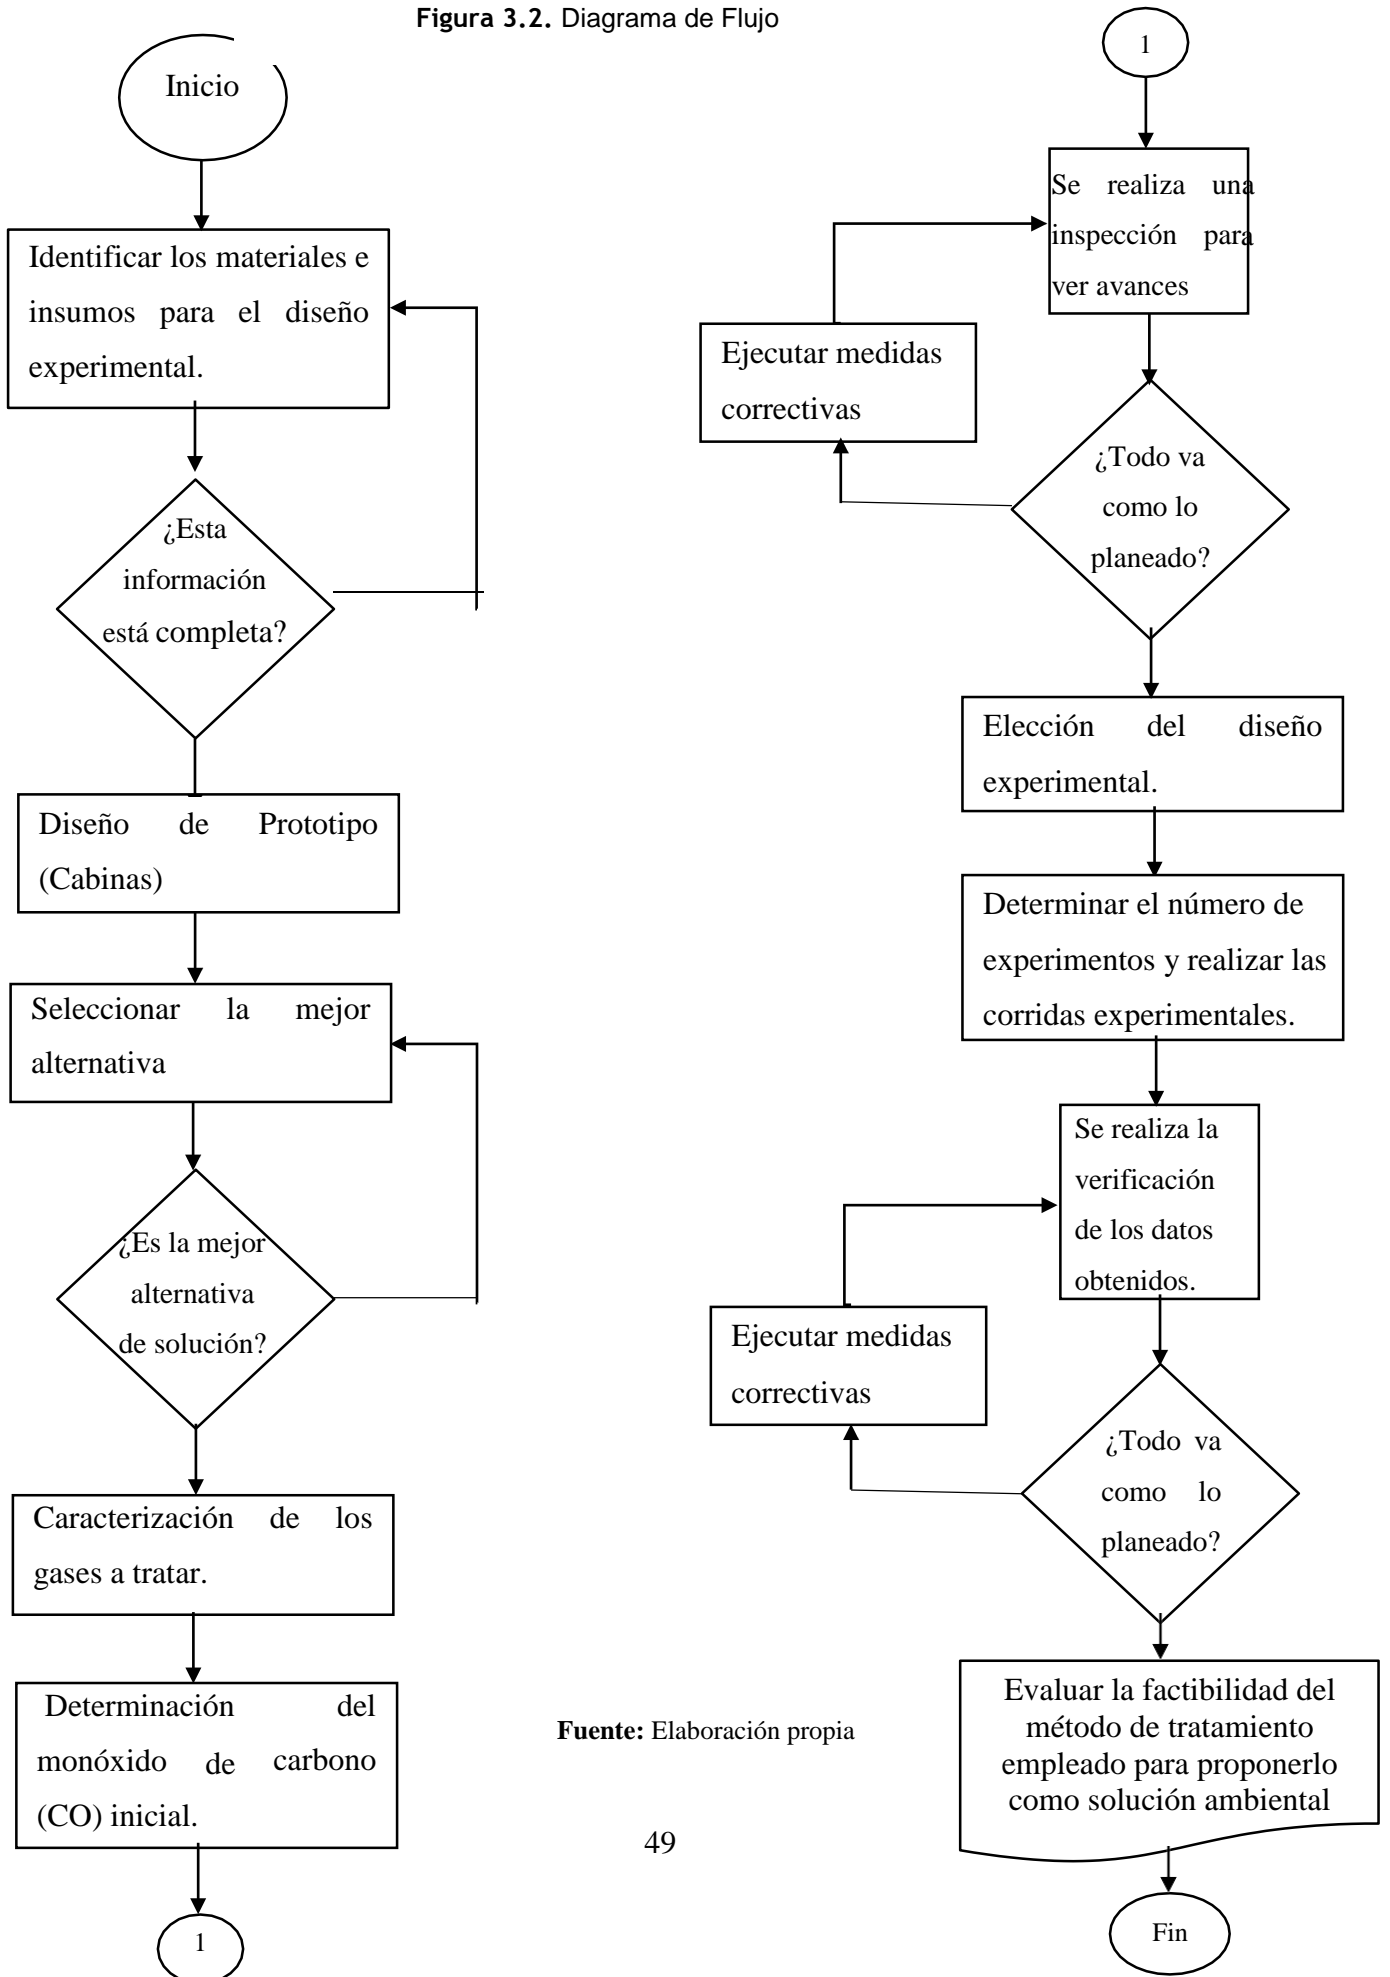 Figura 3.2. Diagrama de Flujo
Inicio
Identificar los materiales e
insumos para el diseño
experimental.
¿Esta
información
está completa?
Diseño de Prototipo
(Cabinas)
Seleccionar la mejor
alternativa
¿Es la mejor
alternativa
de solución?
Caracterización de los
gases a tratar.
Determinación del
monóxido de carbono
(CO) inicial.
1
1
Se realiza una
inspección para
ver avances
Ejecutar medidas
correctivas
¿Todo va
como lo
planeado?
Elección del diseño
experimental.
Determinar el número de
experimentos y realizar las
corridas experimentales.
Se realiza la
verificación
de los datos
obtenidos.
Ejecutar medidas
correctivas
¿Todo va
como lo
planeado?
Evaluar la factibilidad del
método de tratamiento
empleado para proponerlo
como solución ambiental
Fin
Fuente: Elaboración propia
49